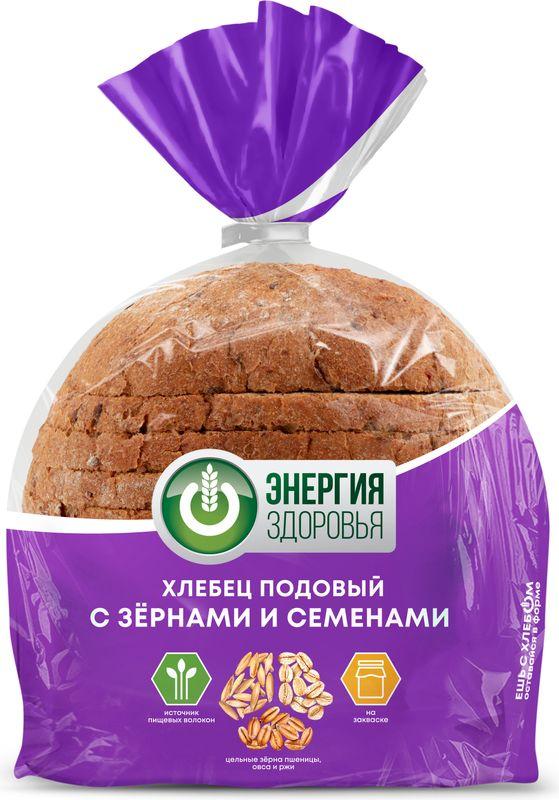 ЭНЕРГИЯ
ЗДОРОВЬЯ
ХЛЕБЕЦ ПОДОВЫЙ
С ЗЁРНАМИ И СЕМЕНАМИ
источник
пищевых волокон
цельные зёрна пшеницы,
овса и ржи
на
закваске
ЕШЬ С ХЛЕБОМ
оставайся в форме